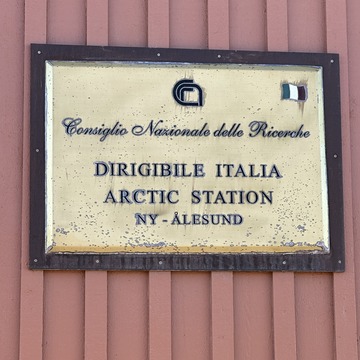 Consiglio Nazionale delle Ricerche
DIRIGIBILE ITALIA
ARCTIC STATION
NY - ÅLESUND